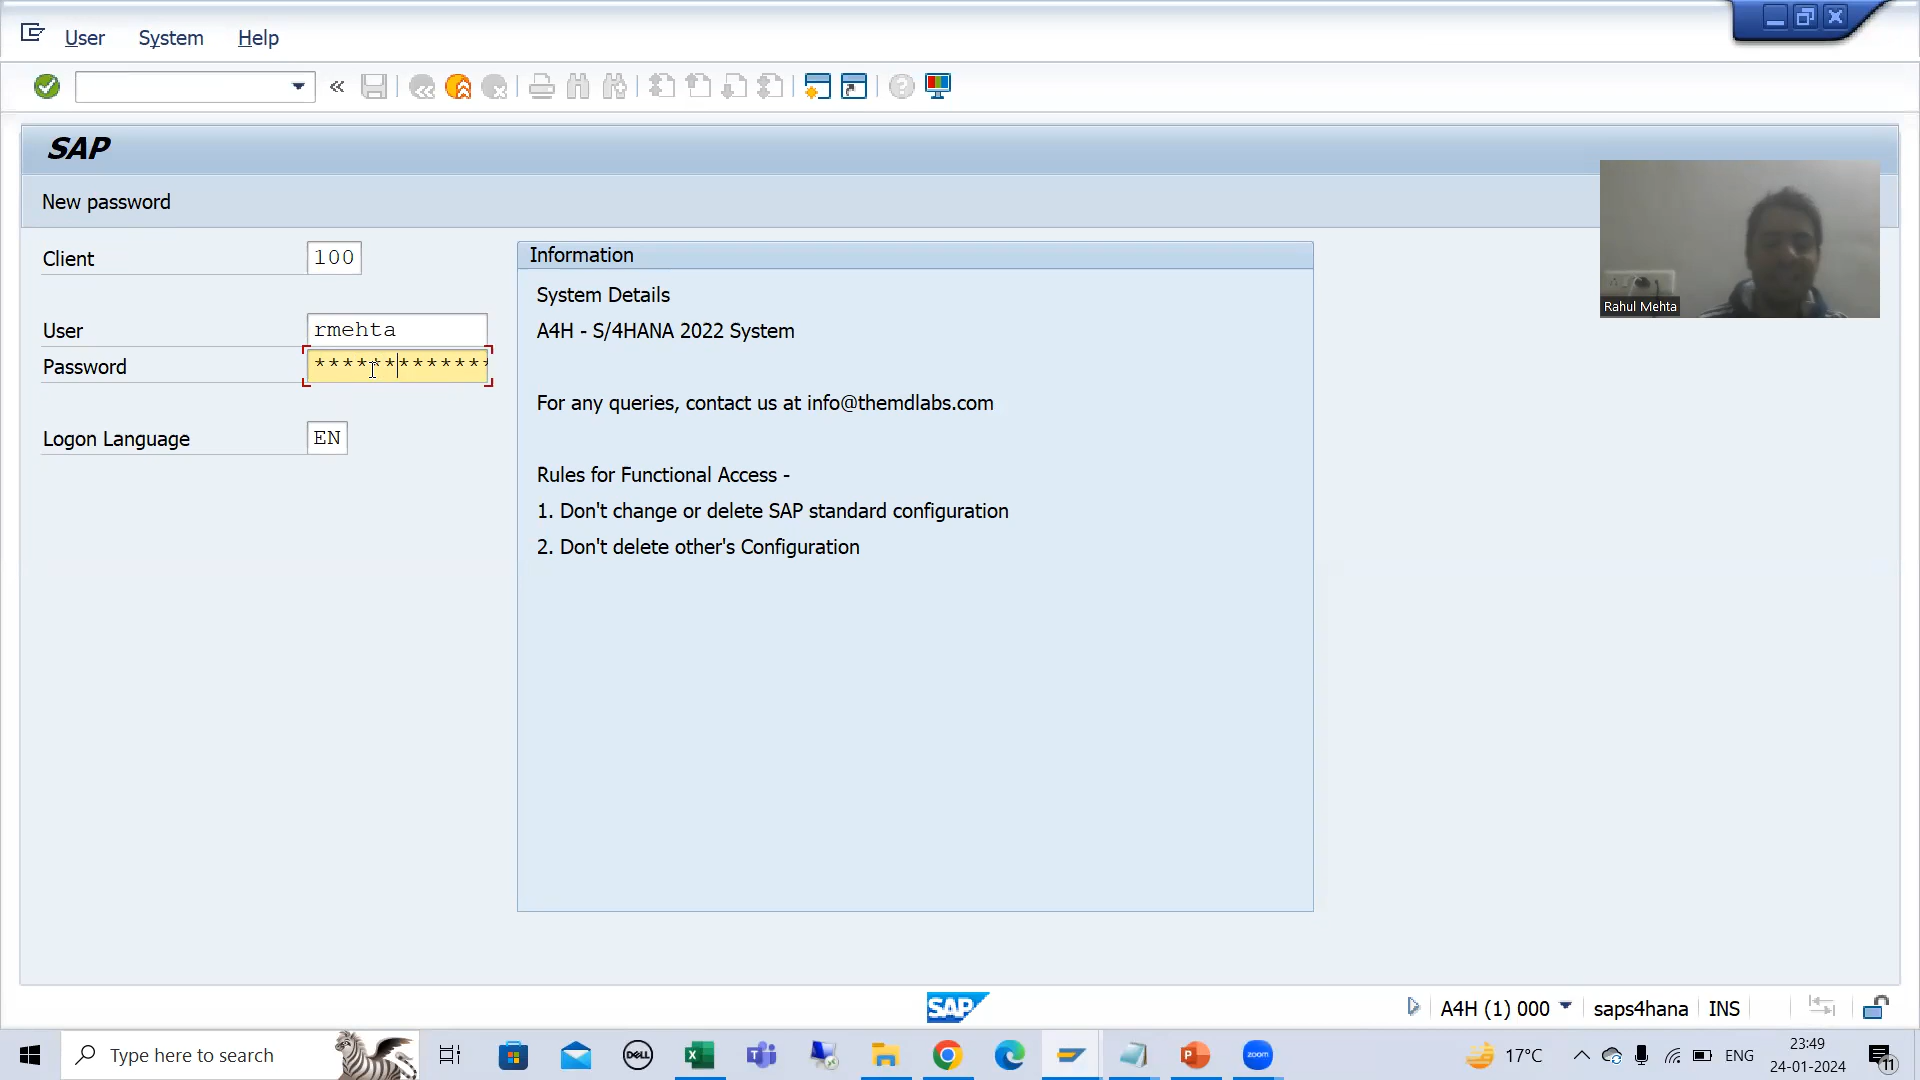 User System Help
SAP
New password
Client 100
User rmehta
Password *************
Logon Language EN
Information
System Details
A4H - S/4HANA 2022 System
For any queries, contact us at info@themdlabs.com
Rules for Functional Access -
1. Don't change or delete SAP standard configuration
2. Don't delete other's Configuration
Rahul Mehta
SAP
A4H (1) 000 saps4hana INS
Type here to search
DELL
zoom
17°C
ENG
23:49
24-01-2024
11